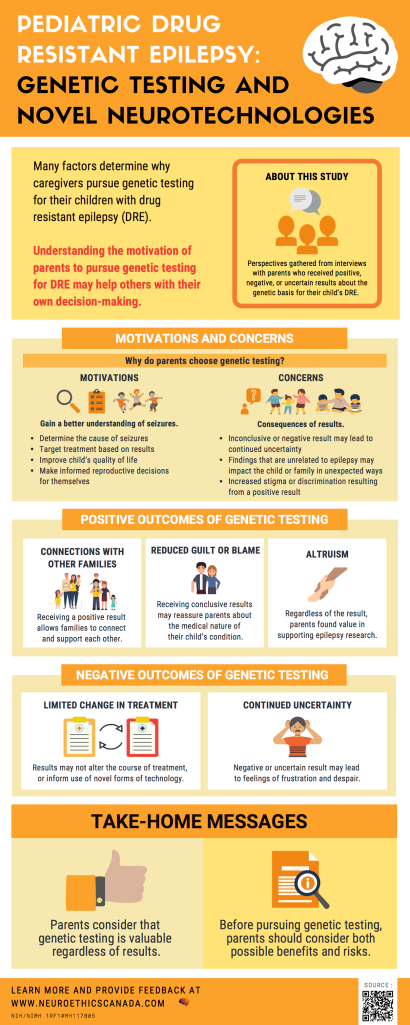 PEDIATRIC DRUG
RESISTANT EPILEPSY:
GENETIC TESTING AND
NOVEL NEUROTECHNOLOGIES
Many factors determine why
caregivers pursue genetic testing
for their children with drug
resistant epilepsy (DRE).
Understanding the motivation of
parents to pursue genetic testing
for DRE may help others with their
own decision-making.
ABOUT THIS STUDY
Perspectives gathered from interviews
with parents who received positive,
negative, or uncertain results about the
genetic basis for their child's DRE.
MOTIVATIONS AND CONCERNS
Why do parents choose genetic testing?
MOTIVATIONS
Gain a better understanding of seizures.
• Determine the cause of seizures
• Target treatment based on results
• Improve child's quality of life
• Make informed reproductive decisions
for themselves
CONCERNS
Consequences of results.
• Inconclusive or negative result may lead to
continued uncertainty
• Findings that are unrelated to epilepsy may
impact the child or family in unexpected ways
• Increased stigma or discrimination resulting
from a positive result
POSITIVE OUTCOMES OF GENETIC TESTING
CONNECTIONS WITH
OTHER FAMILIES
Receiving a positive result
allows families to connect
and support each other.
REDUCED GUILT OR BLAME
Receiving conclusive results
may reassure parents about
the medical nature of
their child's condition.
ALTRUISM
Regardless of the result,
parents found value in
supporting epilepsy research.
NEGATIVE OUTCOMES OF GENETIC TESTING
LIMITED CHANGE IN TREATMENT
Results may not alter the course of treatment,
or inform use of novel forms of technology.
CONTINUED UNCERTAINTY
Negative or uncertain result may lead
to feelings of frustration and despair.
TAKE-HOME MESSAGES
Parents consider that
genetic testing is valuable
regardless of results.
Before pursuing genetic testing,
parents should consider both
possible benefits and risks.
LEARN MORE AND PROVIDE FEEDBACK AT
WWW.NEUROETHICSCANADA.COM
NIH/NIMH 1RF1#MH117805
SOURCE: